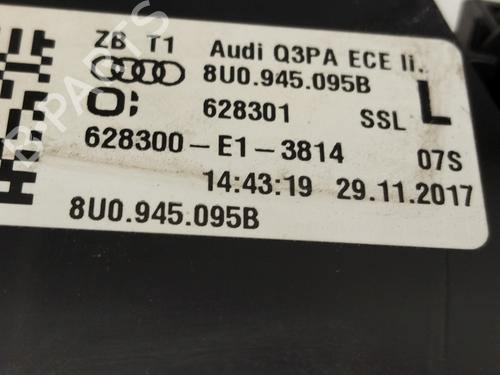 ZB T1 Audi Q3PA ECE li..
8U0.945.095B
628301 SSL L
628300-E1-3814 07S
14:43:19 29.11.2017
8U0.945.095B
B-Parts